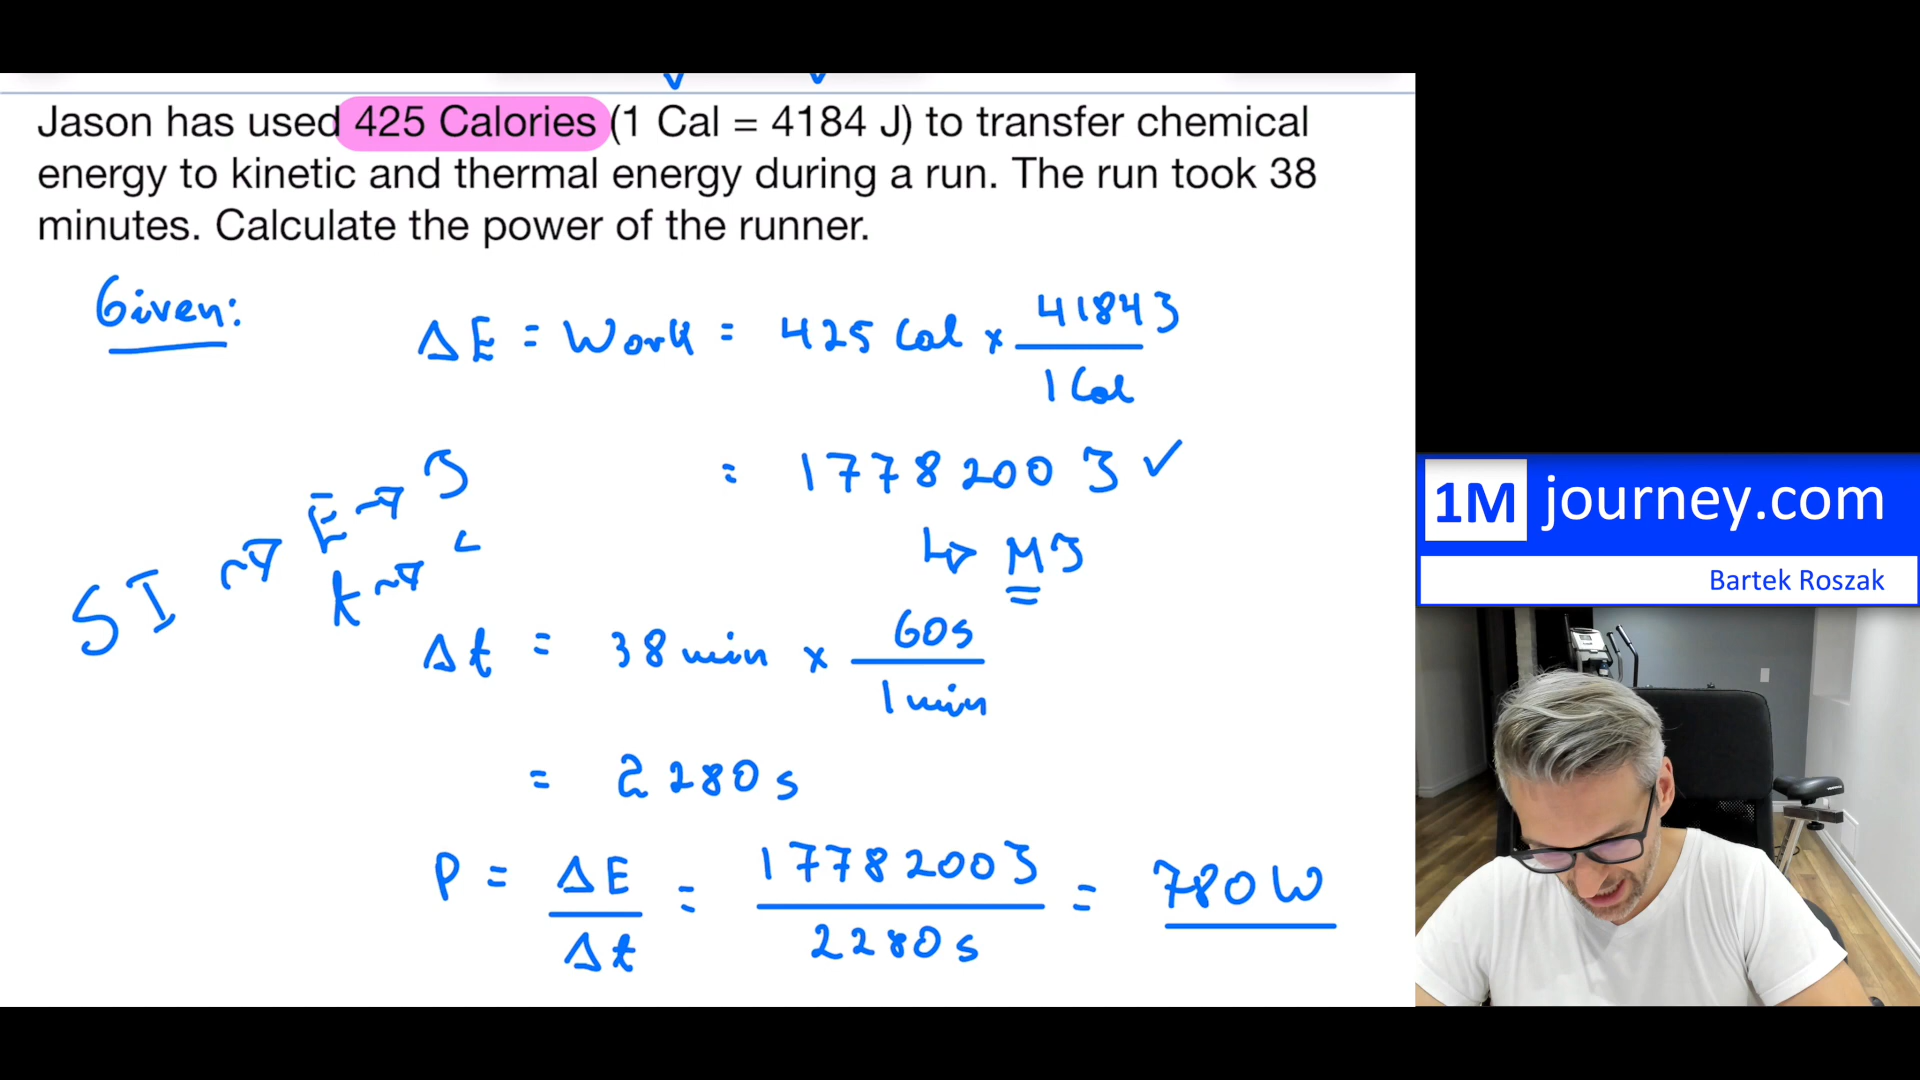 Jason has used 425 Calories (1 Cal = 4184 J) to transfer chemical
energy to kinetic and thermal energy during a run. The run took 38
minutes. Calculate the power of the runner.
Given:
ΔE = Work = 425 Cal × 4184 J / 1 Cal
= 1778200 J ✓
↳ MJ
SI → E → J
t → s
Δt = 38 min × 60s / 1 min
= 2280 s
P = ΔE / Δt = 1778200 J / 2280 s = 780 W
1M journey.com
Bartek Roszak